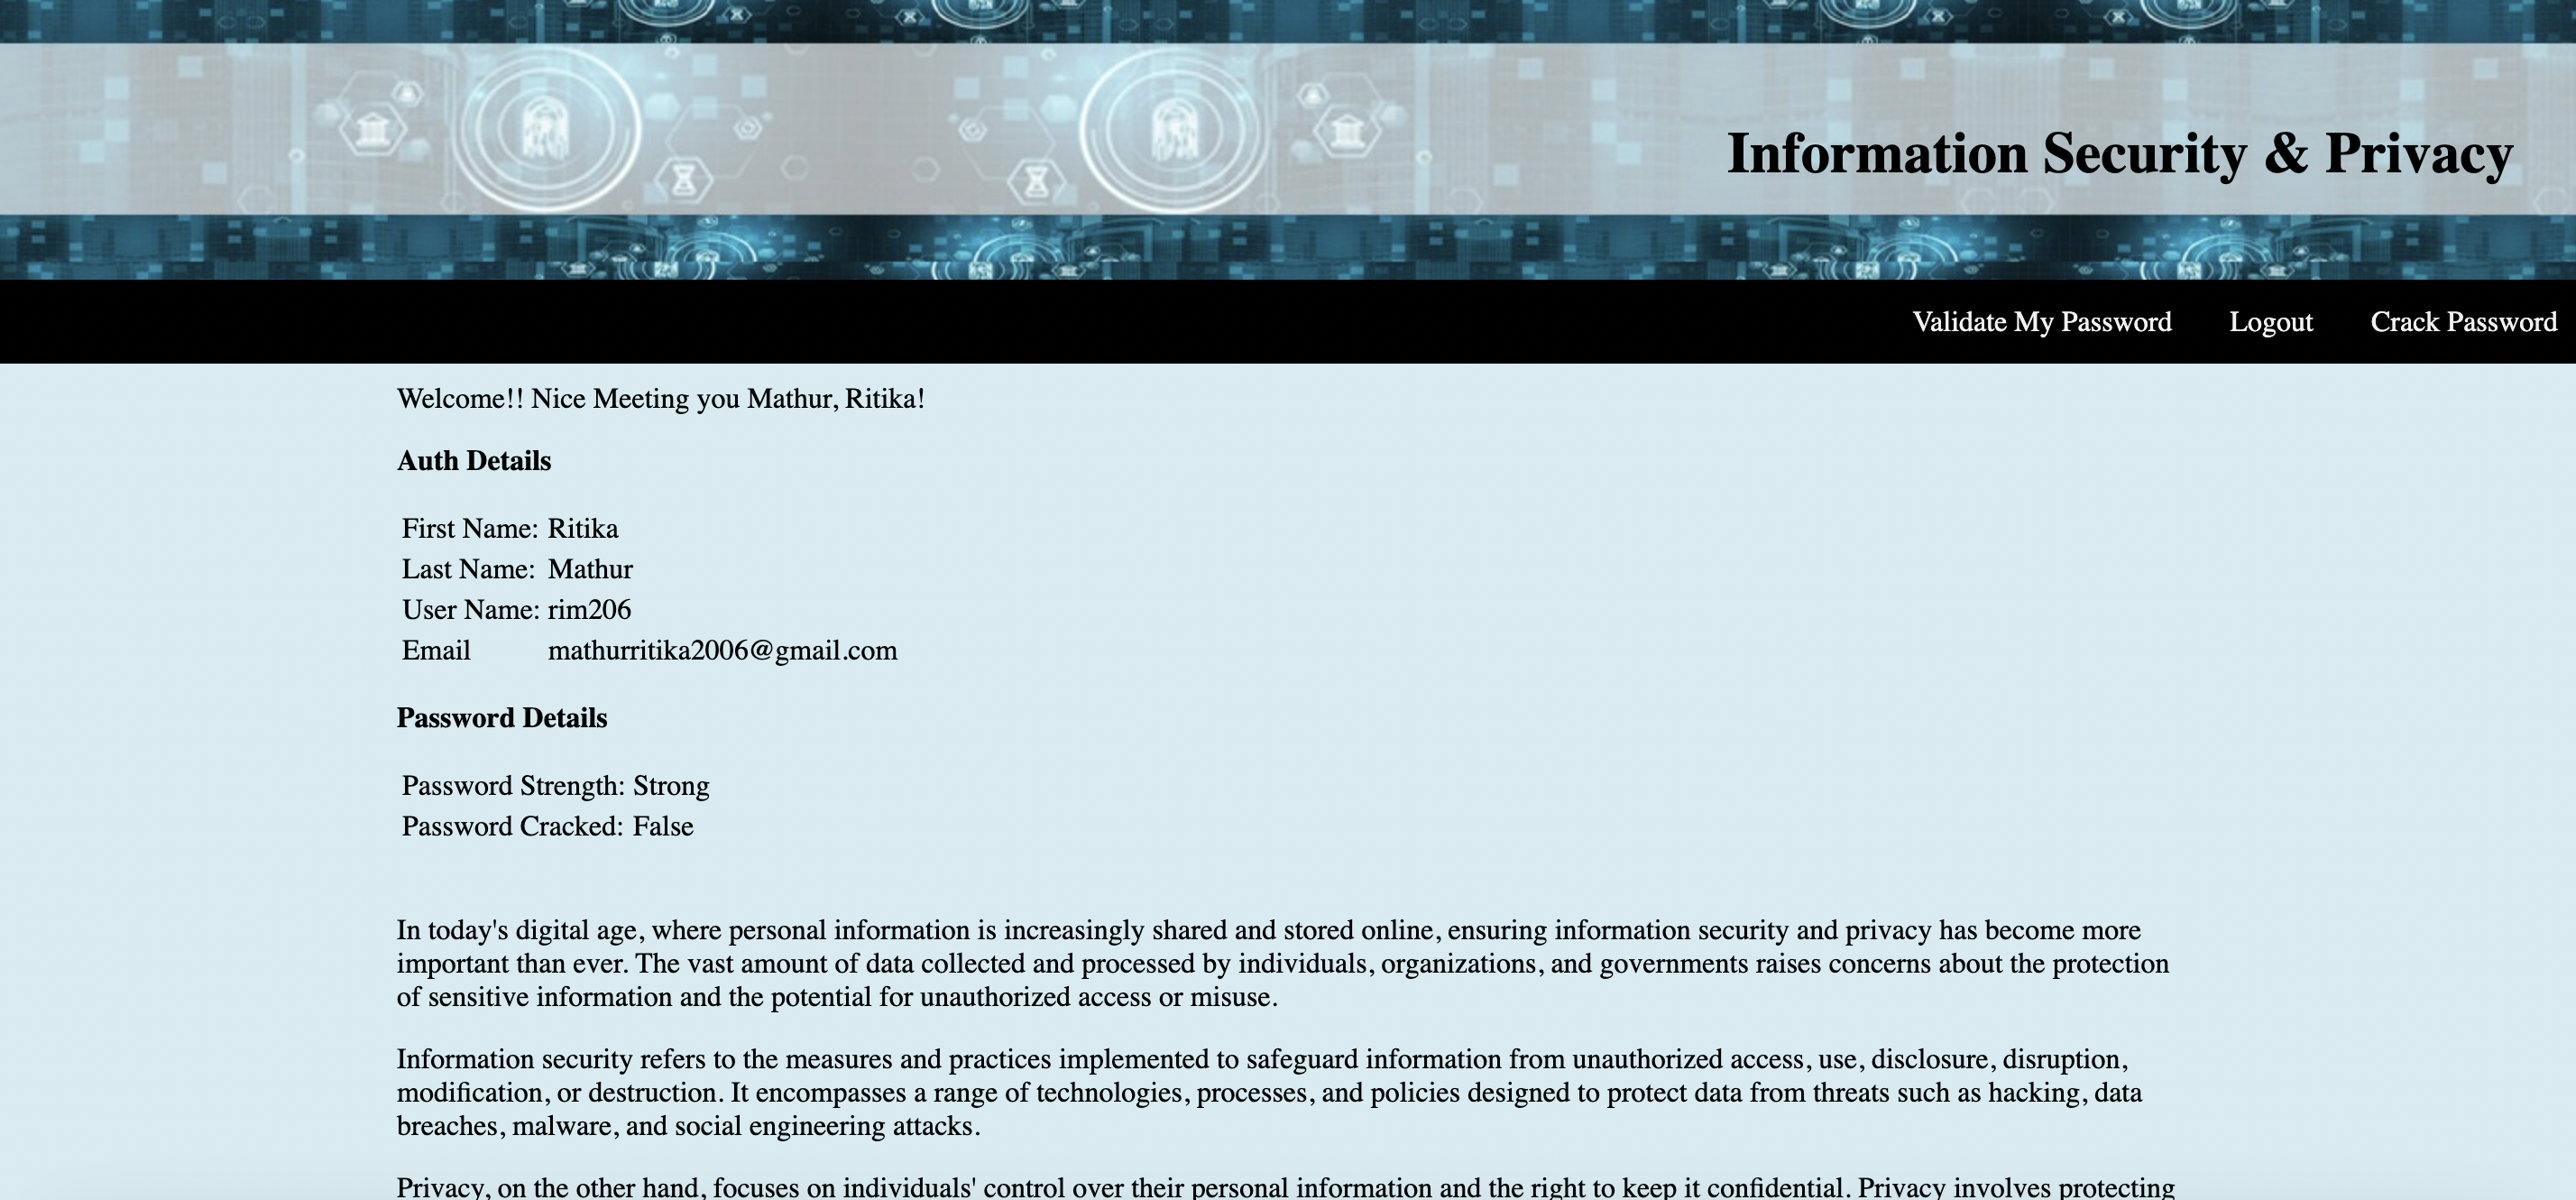 Information Security & Privacy
Validate My Password Logout Crack Password
Welcome!! Nice Meeting you Mathur, Ritika!
Auth Details
First Name: Ritika
Last Name: Mathur
User Name: rim206
Email mathurritika2006@gmail.com
Password Details
Password Strength: Strong
Password Cracked: False
In today's digital age, where personal information is increasingly shared and stored online, ensuring information security and privacy has become more
important than ever. The vast amount of data collected and processed by individuals, organizations, and governments raises concerns about the protection
of sensitive information and the potential for unauthorized access or misuse.
Information security refers to the measures and practices implemented to safeguard information from unauthorized access, use, disclosure, disruption,
modification, or destruction. It encompasses a range of technologies, processes, and policies designed to protect data from threats such as hacking, data
breaches, malware, and social engineering attacks.
Privacy, on the other hand, focuses on individuals' control over their personal information and the right to keep it confidential. Privacy involves protecting